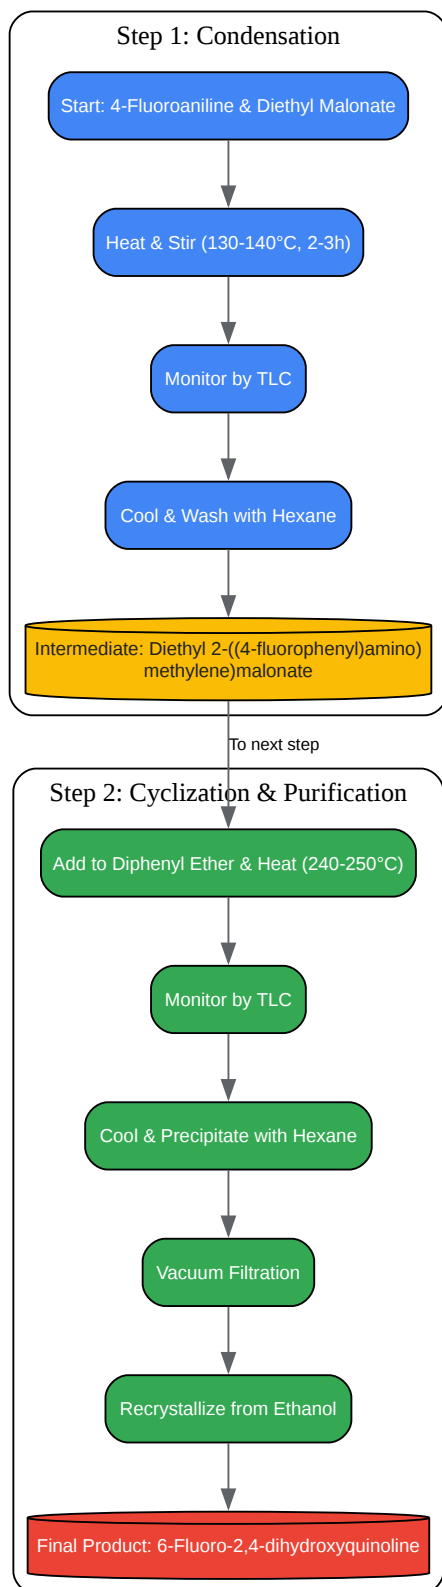 Step 1: Condensation
Start: 4-Fluoroaniline & Diethyl Malonate
Heat & Stir (130-140°C, 2-3h)
Monitor by TLC
Cool & Wash with Hexane
Intermediate: Diethyl 2-((4-fluorophenyl)amino)
methylene)malonate
To next step
Step 2: Cyclization & Purification
Add to Diphenyl Ether & Heat (240-250°C)
Monitor by TLC
Cool & Precipitate with Hexane
Vacuum Filtration
Recrystallize from Ethanol
Final Product: 6-Fluoro-2,4-dihydroxyquinoline